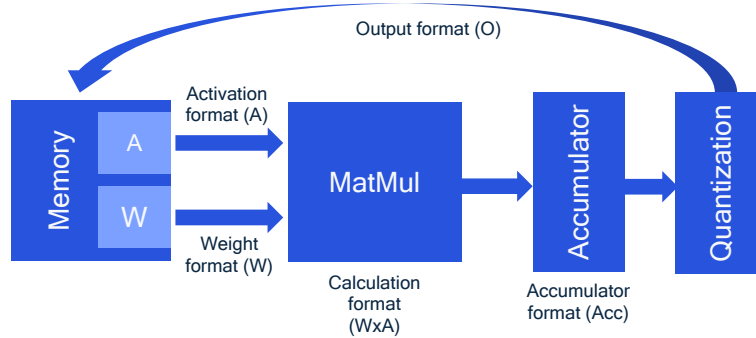 Output format (O)
Activation
format (A)
Memory
A
W
Weight
format (W)
MatMul
Calculation
format
(WxA)
Accumulator
Accumulator
format (Acc)
Quantization